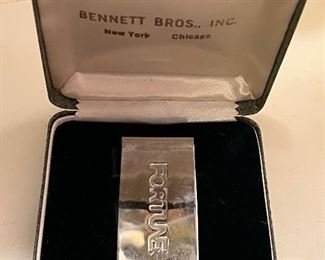 BENNETT BROS., INC.
New York Chicago
FORTUNE